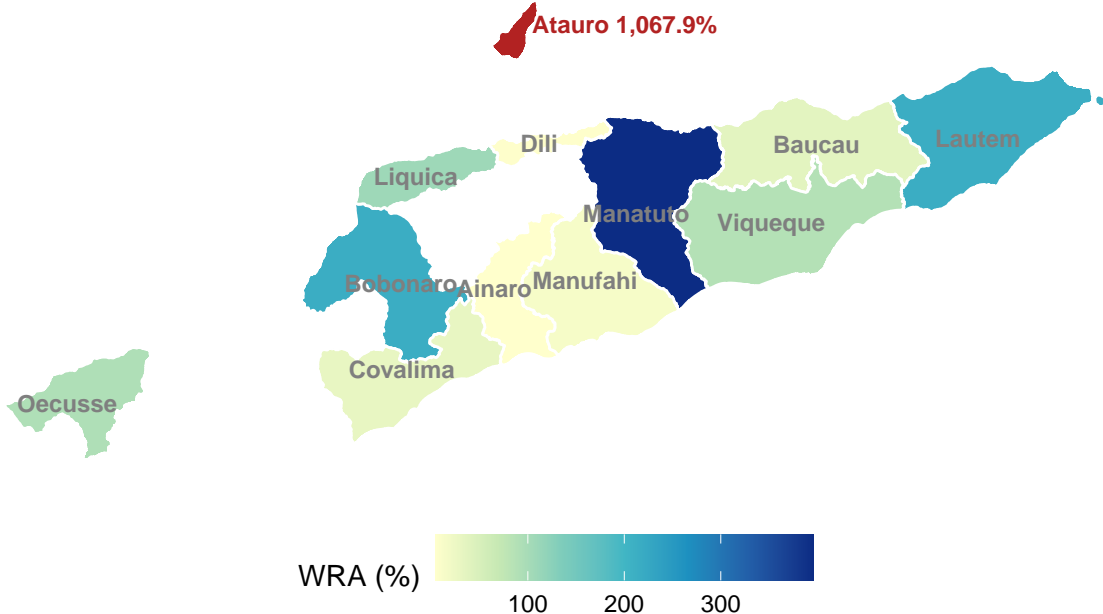 Atauro 1,067.9%
Dili
Baucau
Lautem
Liquica
Manatuto
Viqueque
Bobonaro
Ainaro
Manufahi
Covalima
Oecusse
WRA (%)
100 200 300